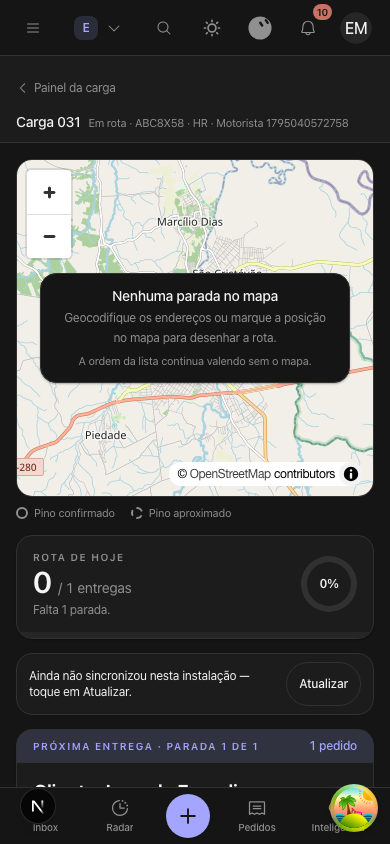 E
10
EM
Painel da carga
Carga 031 Em rota · ABC8X58 · HR · Motorista 1795040572758
+
Marcílio Dias
−
Nenhuma parada no mapa
Geocodifique os endereços ou marque a posição
no mapa para desenhar a rota.
A ordem da lista continua valendo sem o mapa.
Piedade
-280
© OpenStreetMap contributors
Pino confirmado Pino aproximado
ROTA DE HOJE
0 / 1 entregas
0%
Falta 1 parada.
Ainda não sincronizou nesta instalação —
toque em Atualizar.
Atualizar
PRÓXIMA ENTREGA · PARADA 1 DE 1 1 pedido
N
+
Inbox Radar Pedidos